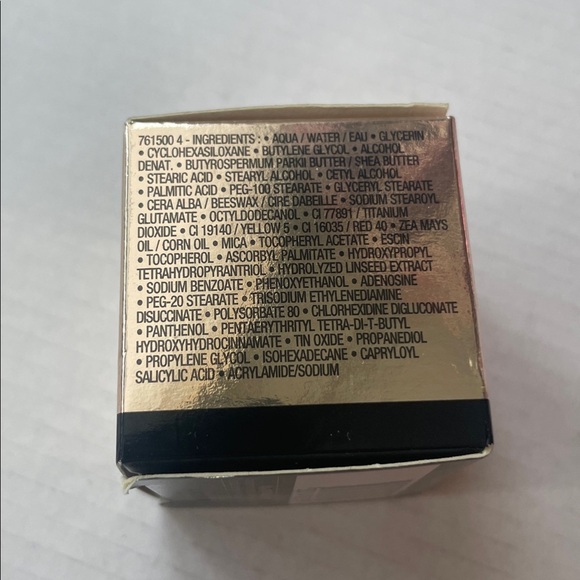 761500 4 - INGREDIENTS : • AQUA / WATER / EAU • GLYCERIN
• CYCLOHEXASILOXANE • BUTYLENE GLYCOL • ALCOHOL
DENAT. • BUTYROSPERMUM PARKII BUTTER / SHEA BUTTER
• STEARIC ACID • STEARYL ALCOHOL • CETYL ALCOHOL
• PALMITIC ACID • PEG-100 STEARATE • GLYCERYL STEARATE
• CERA ALBA / BEESWAX / CIRE DABEILLE • SODIUM STEAROYL
GLUTAMATE • OCTYLDODECANOL • CI 77891 / TITANIUM
DIOXIDE • CI 19140 / YELLOW 5 • CI 16035 / RED 40 • ZEA MAYS
OIL / CORN OIL • MICA • TOCOPHERYL ACETATE • ESCIN
• TOCOPHEROL • ASCORBYL PALMITATE • HYDROXYPROPYL
TETRAHYDROPYRANTRIOL • HYDROLYZED LINSEED EXTRACT
• SODIUM BENZOATE • PHENOXYETHANOL • ADENOSINE
• PEG-20 STEARATE • TRISODIUM ETHYLENEDIAMINE
DISUCCINATE • POLYSORBATE 80 • CHLORHEXIDINE DIGLUCONATE
• PANTHENOL • PENTAERYTHRITYL TETRA-DI-T-BUTYL
HYDROXYHYDROCINNAMATE • TIN OXIDE • PROPANEDIOL
• PROPYLENE GLYCOL • ISOHEXADECANE • CAPRYLOYL
SALICYLIC ACID • ACRYLAMIDE/SODIUM